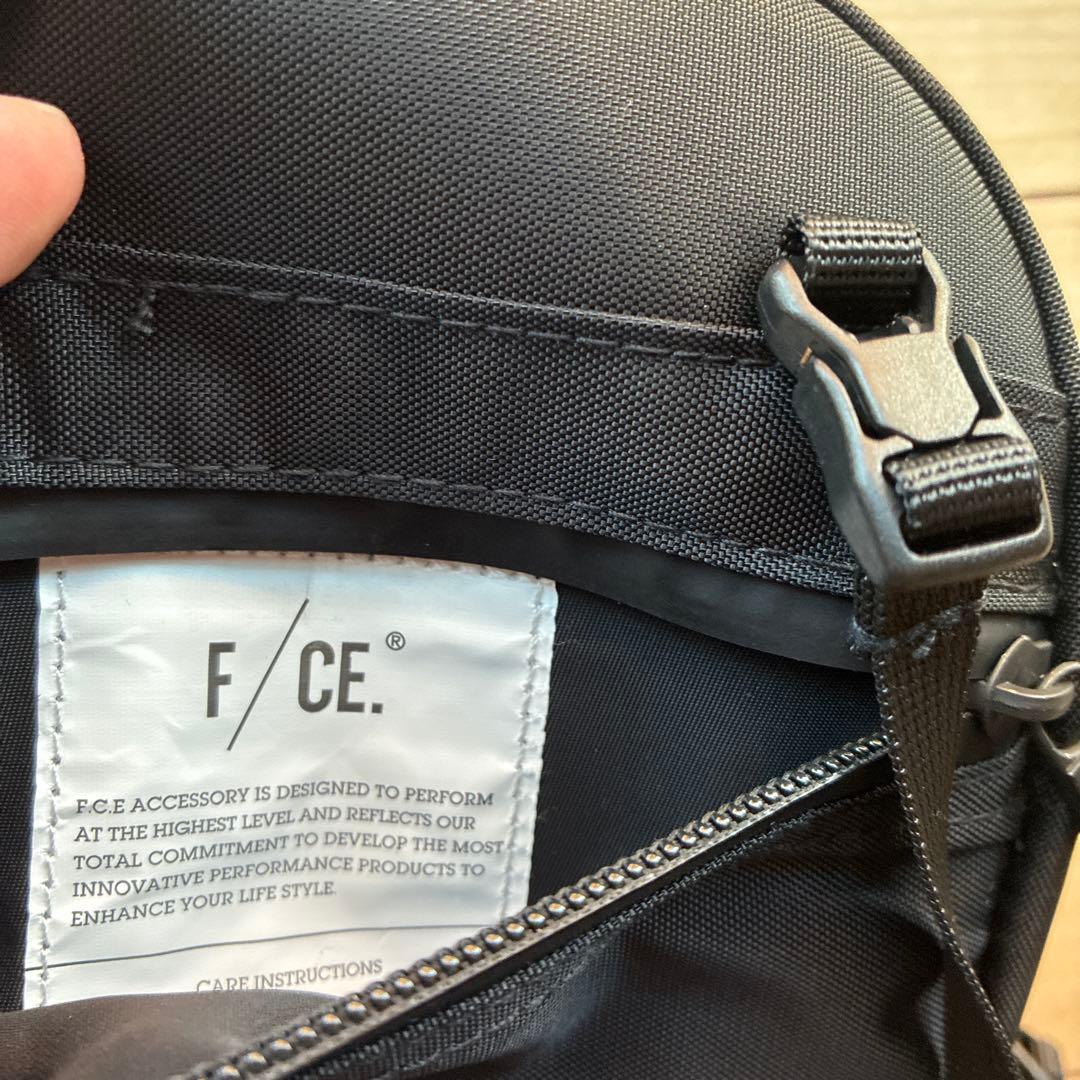 F/CE.®
F.C.E ACCESSORY IS DESIGNED TO PERFORM
AT THE HIGHEST LEVEL AND REFLECTS OUR
TOTAL COMMITMENT TO DEVELOP THE MOST
INNOVATIVE PERFORMANCE PRODUCTS TO
ENHANCE YOUR LIFE STYLE.
CARE INSTRUCTIONS